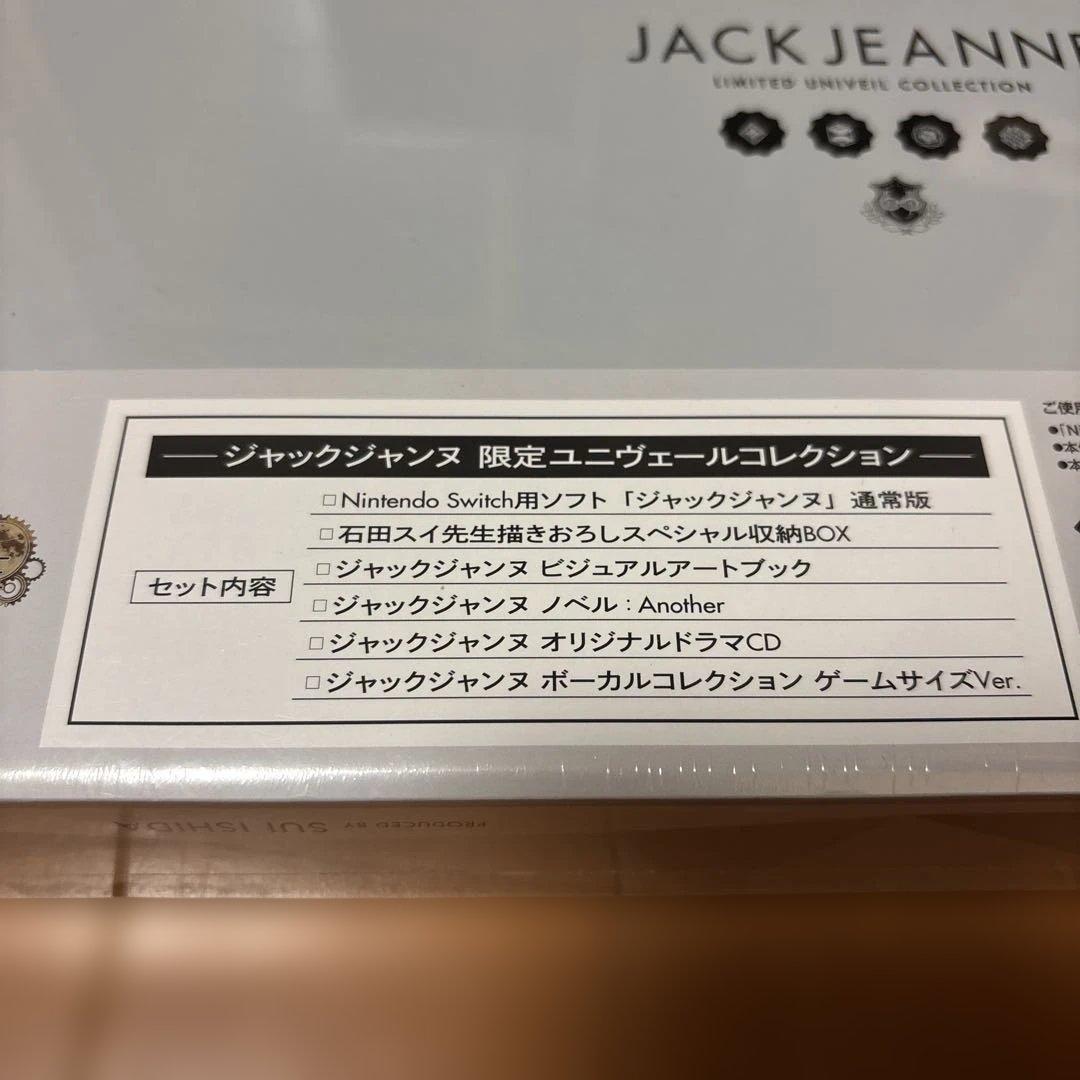 JACK JEANNE
LIMITED UNIVEIL COLLECTION
ジャックジャンヌ 限定ユニヴェールコレクション
セット内容
□Nintendo Switch用ソフト「ジャックジャンヌ」通常版
□石田スイ先生描きおろしスペシャル収納BOX
□ジャックジャンヌ ビジュアルアートブック
□ジャックジャンヌ ノベル：Another
□ジャックジャンヌ オリジナルドラマCD
□ジャックジャンヌ ボーカルコレクション ゲームサイズVer.
ご使用
●「N
●本
●本
PRODUCED BY SUI ISHIDA